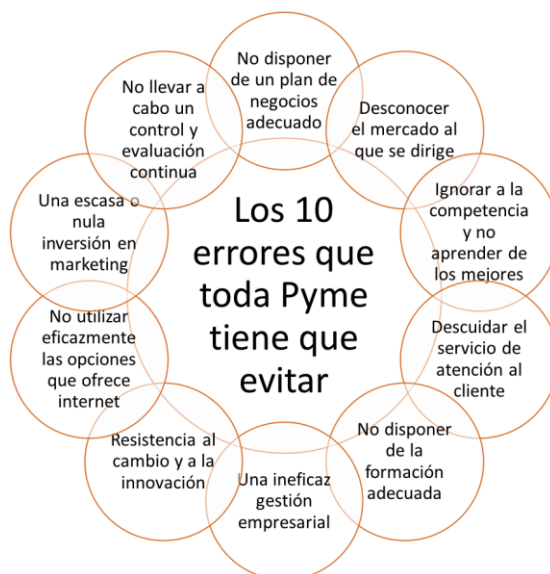 No disponer
de un plan de
negocios
adecuado
Desconocer
el mercado al
que se dirige
Ignorar a la
competencia
y no
aprender de
los mejores
Descuidar el
servicio de
atención al
cliente
No disponer
de la
formación
adecuada
Una ineficaz
gestión
empresarial
Resistencia al
cambio y a la
innovación
No utilizar
eficazmente
las opciones
que ofrece
internet
Una escasa o
nula
inversión en
marketing
No llevar a
cabo un
control y
evaluación
continua
Los 10
errores que
toda Pyme
tiene que
evitar